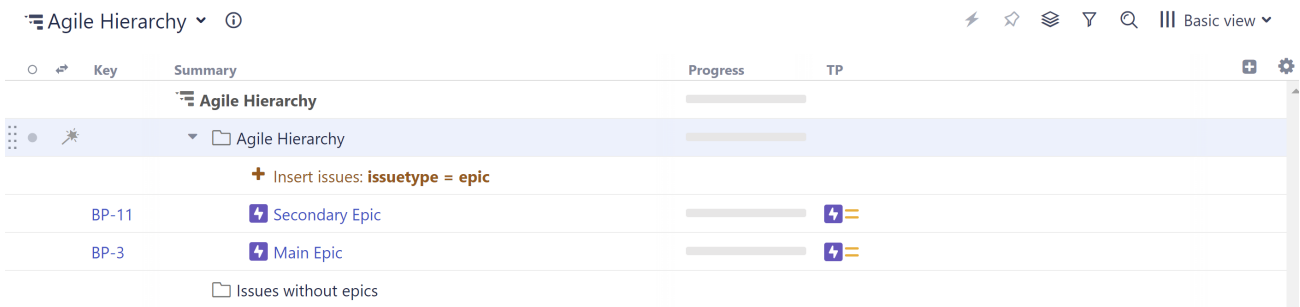 Agile Hierarchy
Basic view
Key Summary Progress TP
Agile Hierarchy
Agile Hierarchy
Insert issues: issuetype = epic
BP-11 Secondary Epic
BP-3 Main Epic
Issues without epics